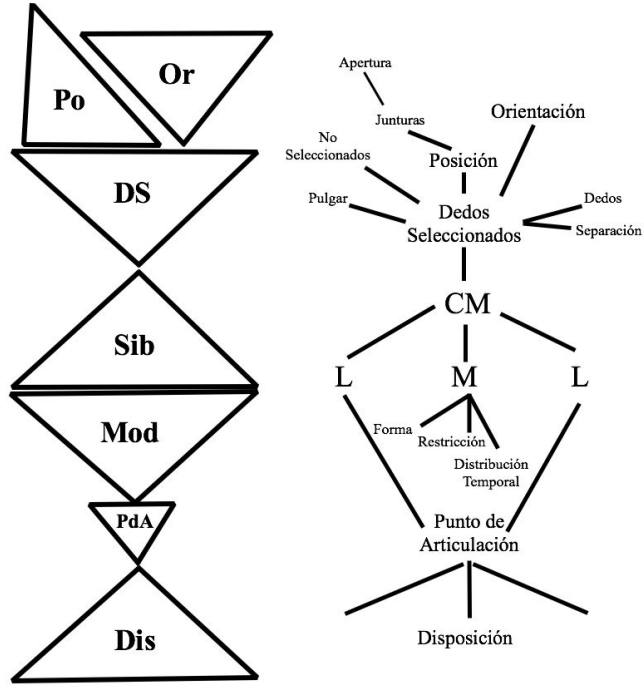 Po
Or
DS
Sib
Mod
PdA
Dis
Apertura
Junturas
Orientación
No
Seleccionados
Posición
Pulgar
Dedos
Seleccionados
Dedos
Separación
CM
L
M
L
Forma
Restricción
Distribución
Temporal
Punto de
Articulación
Disposición